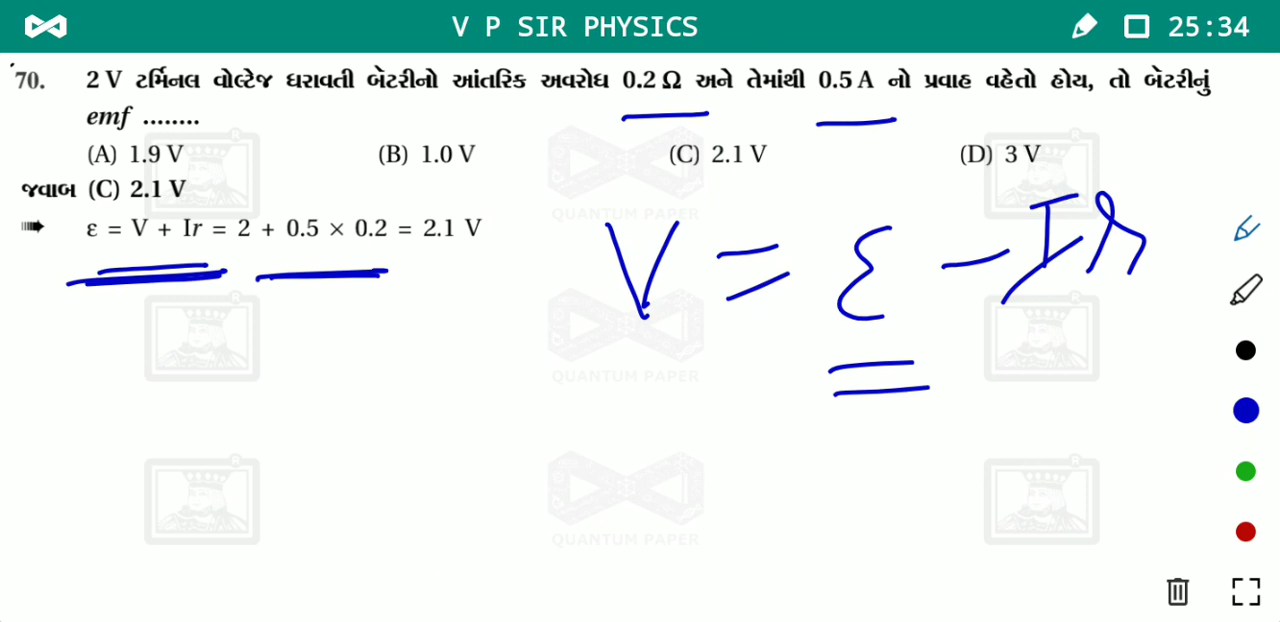 V P SIR PHYSICS
25:34
70. 2 V ટર્મિનલ વોલ્ટેજ ધરાવતી બેટરીનો આંતરિક અવરોધ 0.2 Ω અને તેમાંથી 0.5 A નો પ્રવાહ વહેતો હોય, તો બેટરીનું
emf ........
(A) 1.9 V (B) 1.0 V (C) 2.1 V (D) 3 V
જવાબ (C) 2.1 V
➠ ε = V + Ir = 2 + 0.5 × 0.2 = 2.1 V
V = ε - Ir
QUANTUM PAPER
QUANTUM PAPER
QUANTUM PAPER